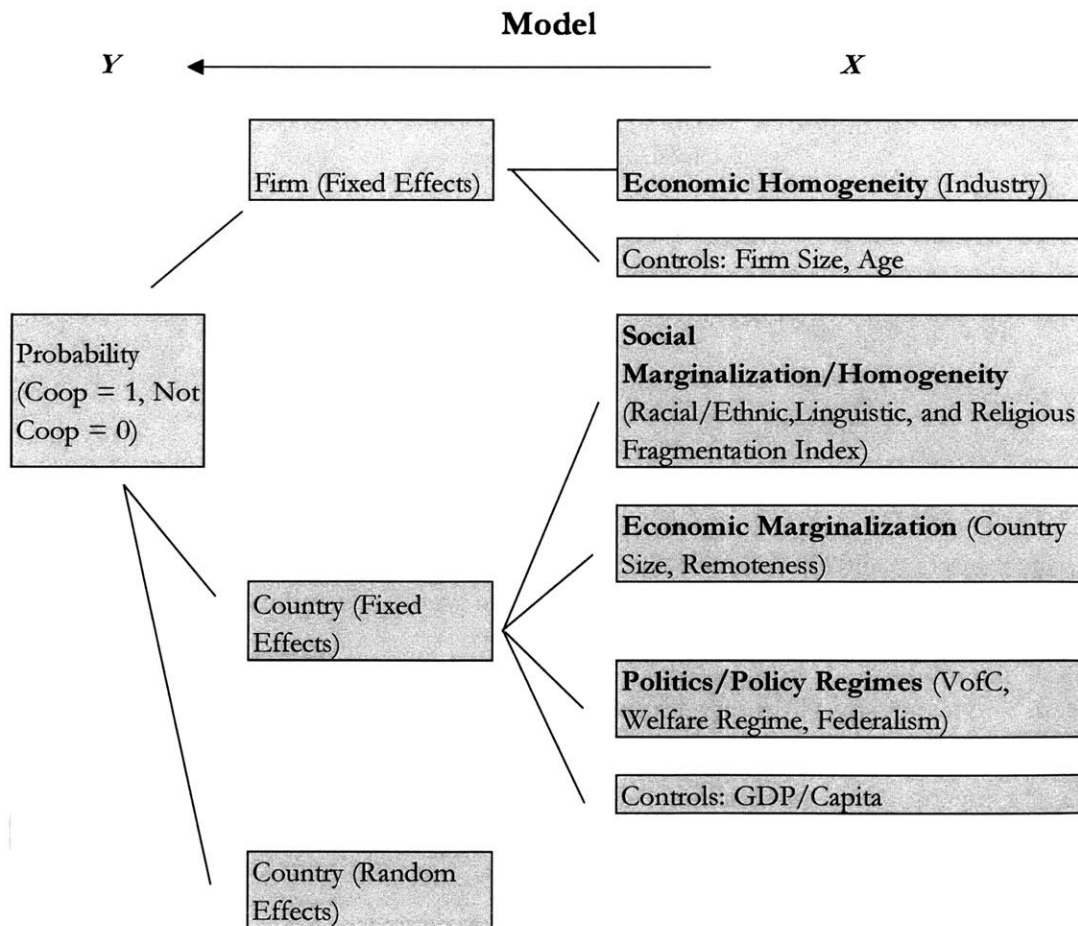 Model
Y
X
Firm (Fixed Effects)
Economic Homogeneity (Industry)
Controls: Firm Size, Age
Probability
(Coop = 1, Not
Coop = 0)
Social
Marginalization/Homogeneity
(Racial/Ethnic,Linguistic, and Religious
Fragmentation Index)
Economic Marginalization (Country
Size, Remoteness)
Country (Fixed
Effects)
Politics/Policy Regimes (VofC,
Welfare Regime, Federalism)
Controls: GDP/Capita
Country (Random
Effects)